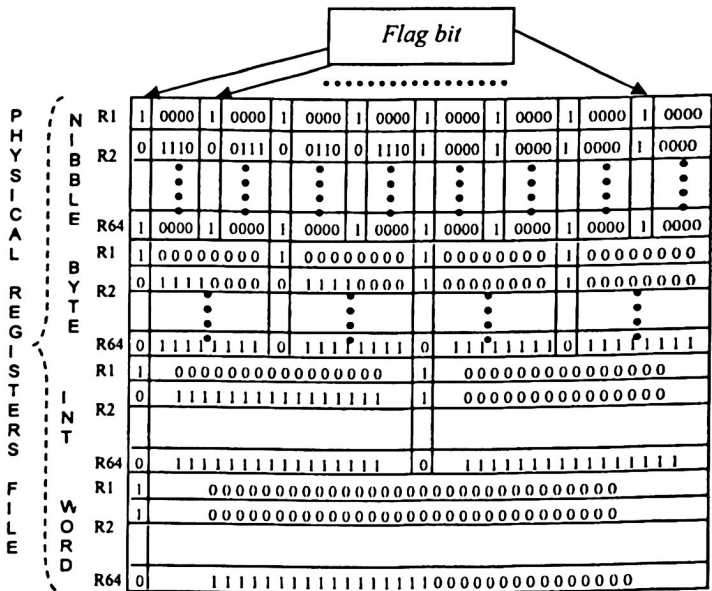 Flag bit
PHYSICAL REGISTERS FILE
NIBBLE
R1 1 0000 1 0000 1 0000 1 0000 1 0000 1 0000 1 0000 1 0000
R2 0 1110 0 0111 0 0110 0 1110 1 0000 1 0000 1 0000 1 0000
R64 1 0000 1 0000 1 0000 1 0000 1 0000 1 0000 1 0000 1 0000
BYTE
R1 1 00000000 1 00000000 1 00000000 1 00000000
R2 0 11110000 0 11110000 1 00000000 1 00000000
R64 0 11111111 0 11111111 0 11111111 0 11111111
INT
R1 1 0000000000000000 1 0000000000000000
R2 0 1111111111111111 1 0000000000000000
R64 0 1111111111111111 0 1111111111111111
WORD
R1 1 00000000000000000000000000000000
R2 1 00000000000000000000000000000000
R64 0 11111111111111110000000000000000